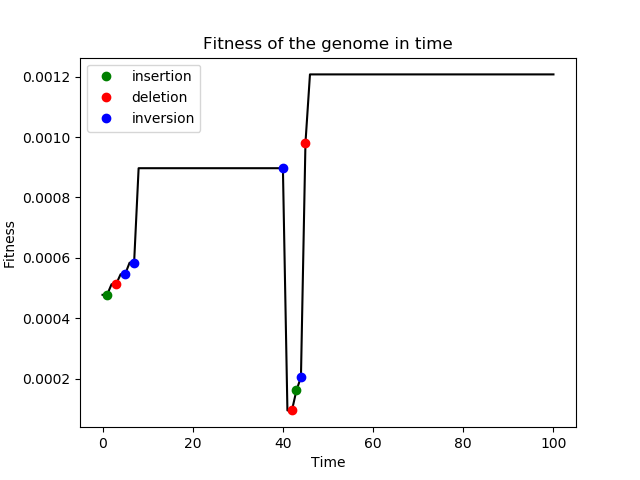 Fitness of the genome in time
insertion
deletion
inversion
0.0012
0.0010
0.0008
0.0006
0.0004
0.0002
Fitness
0 20 40 60 80 100
Time